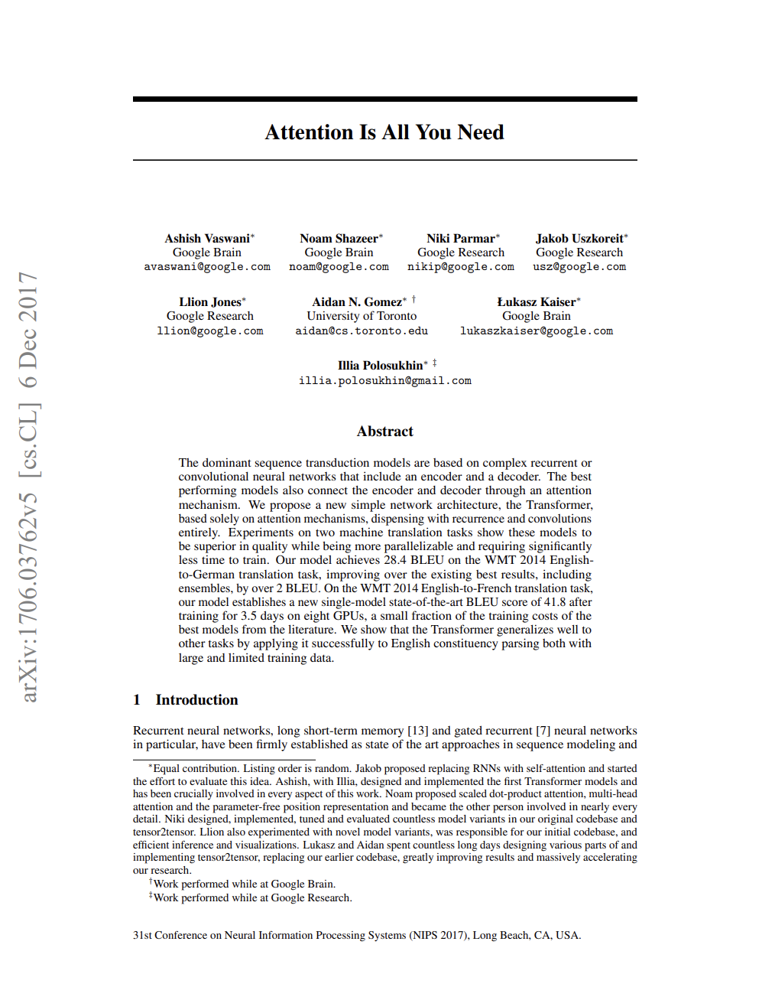 Attention Is All You Need
Ashish Vaswani∗ Noam Shazeer∗ Niki Parmar∗ Jakob Uszkoreit∗
Google Brain Google Brain Google Research Google Research
avaswani@google.com noam@google.com nikip@google.com usz@google.com
Llion Jones∗ Aidan N. Gomez∗ † Łukasz Kaiser∗
Google Research University of Toronto Google Brain
llion@google.com aidan@cs.toronto.edu lukaszkaiser@google.com
Illia Polosukhin∗ ‡
illia.polosukhin@gmail.com
Abstract
The dominant sequence transduction models are based on complex recurrent or
convolutional neural networks that include an encoder and a decoder. The best
performing models also connect the encoder and decoder through an attention
mechanism. We propose a new simple network architecture, the Transformer,
based solely on attention mechanisms, dispensing with recurrence and convolutions
entirely. Experiments on two machine translation tasks show these models to
be superior in quality while being more parallelizable and requiring significantly
less time to train. Our model achieves 28.4 BLEU on the WMT 2014 English-
to-German translation task, improving over the existing best results, including
ensembles, by over 2 BLEU. On the WMT 2014 English-to-French translation task,
our model establishes a new single-model state-of-the-art BLEU score of 41.8 after
training for 3.5 days on eight GPUs, a small fraction of the training costs of the
best models from the literature. We show that the Transformer generalizes well to
other tasks by applying it successfully to English constituency parsing both with
large and limited training data.
1 Introduction
Recurrent neural networks, long short-term memory [13] and gated recurrent [7] neural networks
in particular, have been firmly established as state of the art approaches in sequence modeling and
∗Equal contribution. Listing order is random. Jakob proposed replacing RNNs with self-attention and started
the effort to evaluate this idea. Ashish, with Illia, designed and implemented the first Transformer models and
has been crucially involved in every aspect of this work. Noam proposed scaled dot-product attention, multi-head
attention and the parameter-free position representation and became the other person involved in nearly every
detail. Niki designed, implemented, tuned and evaluated countless model variants in our original codebase and
tensor2tensor. Llion also experimented with novel model variants, was responsible for our initial codebase, and
efficient inference and visualizations. Lukasz and Aidan spent countless long days designing various parts of and
implementing tensor2tensor, replacing our earlier codebase, greatly improving results and massively accelerating
our research.
†Work performed while at Google Brain.
‡Work performed while at Google Research.
31st Conference on Neural Information Processing Systems (NIPS 2017), Long Beach, CA, USA.
arXiv:1706.03762v5 [cs.CL] 6 Dec 2017